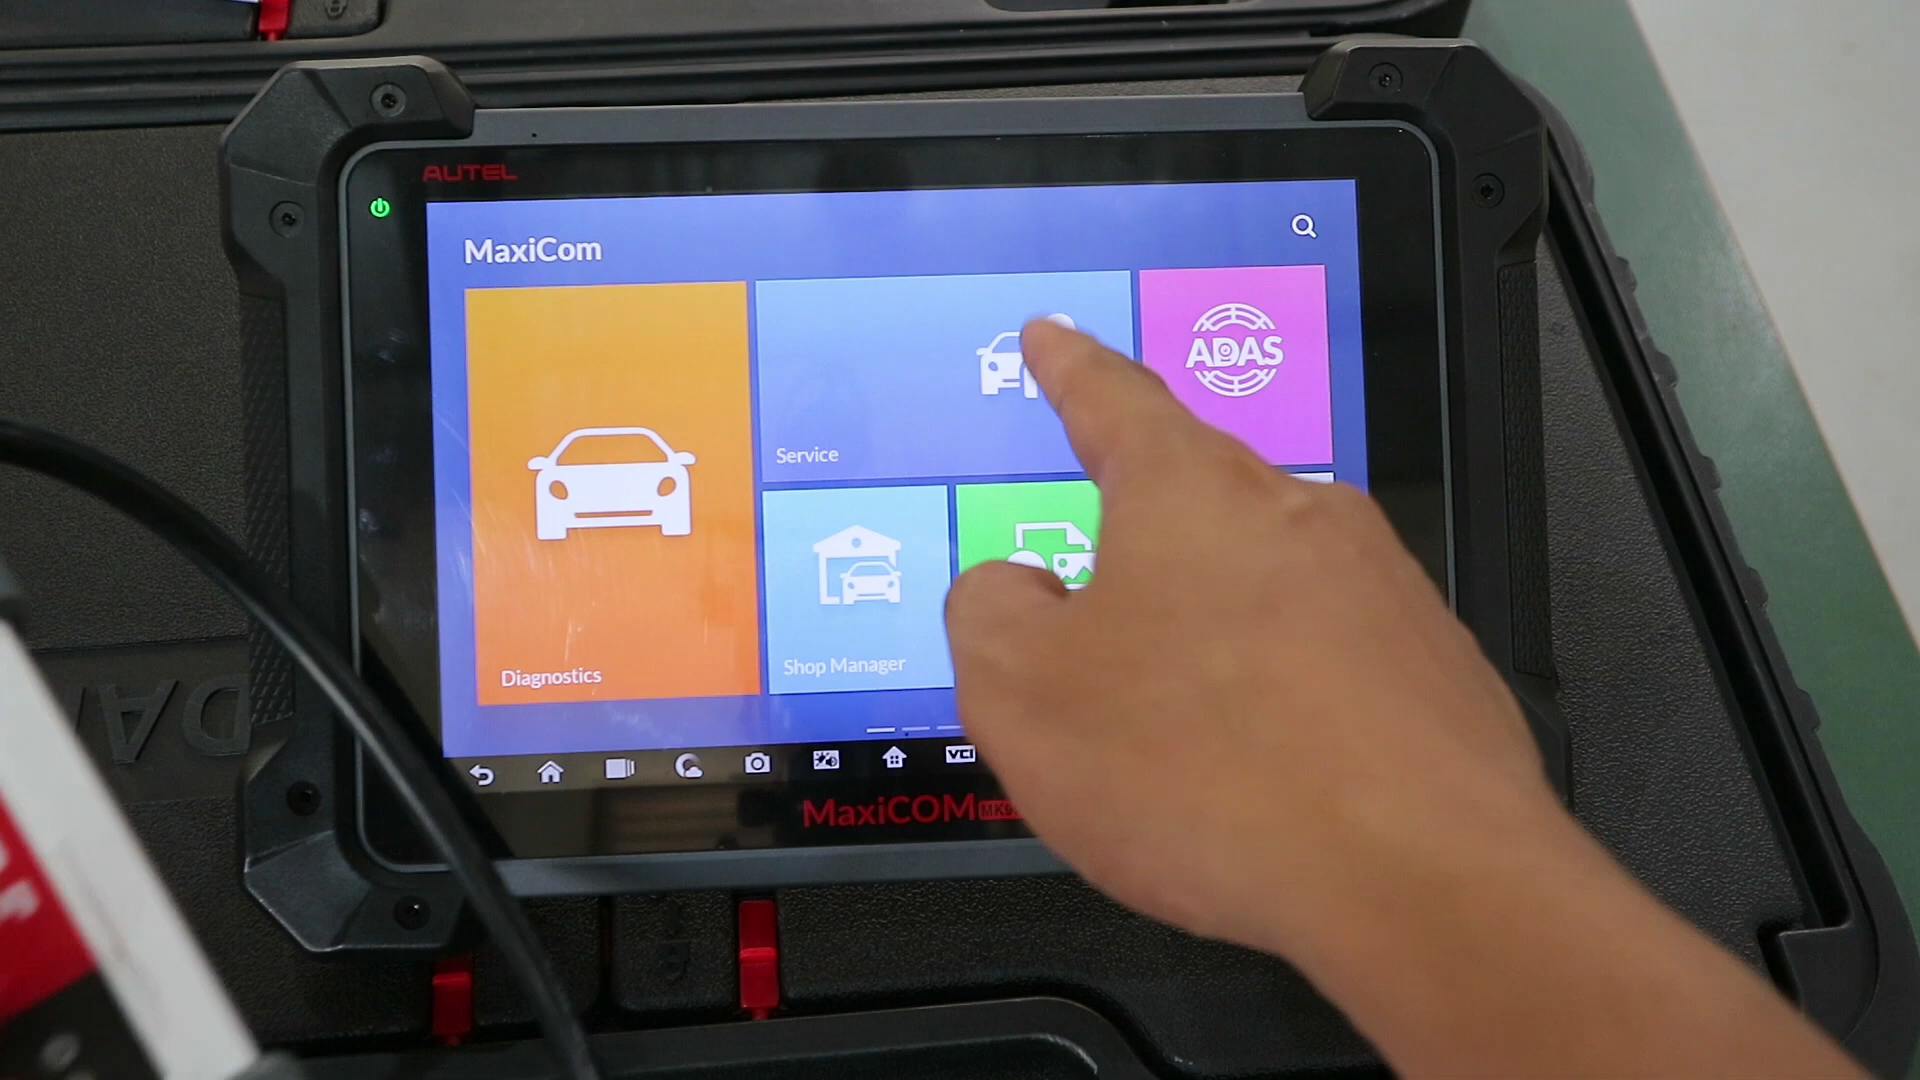 AUTEL
MaxiCom
ADAS
Service
Diagnostics
Shop Manager
VCI
MaxiCOM